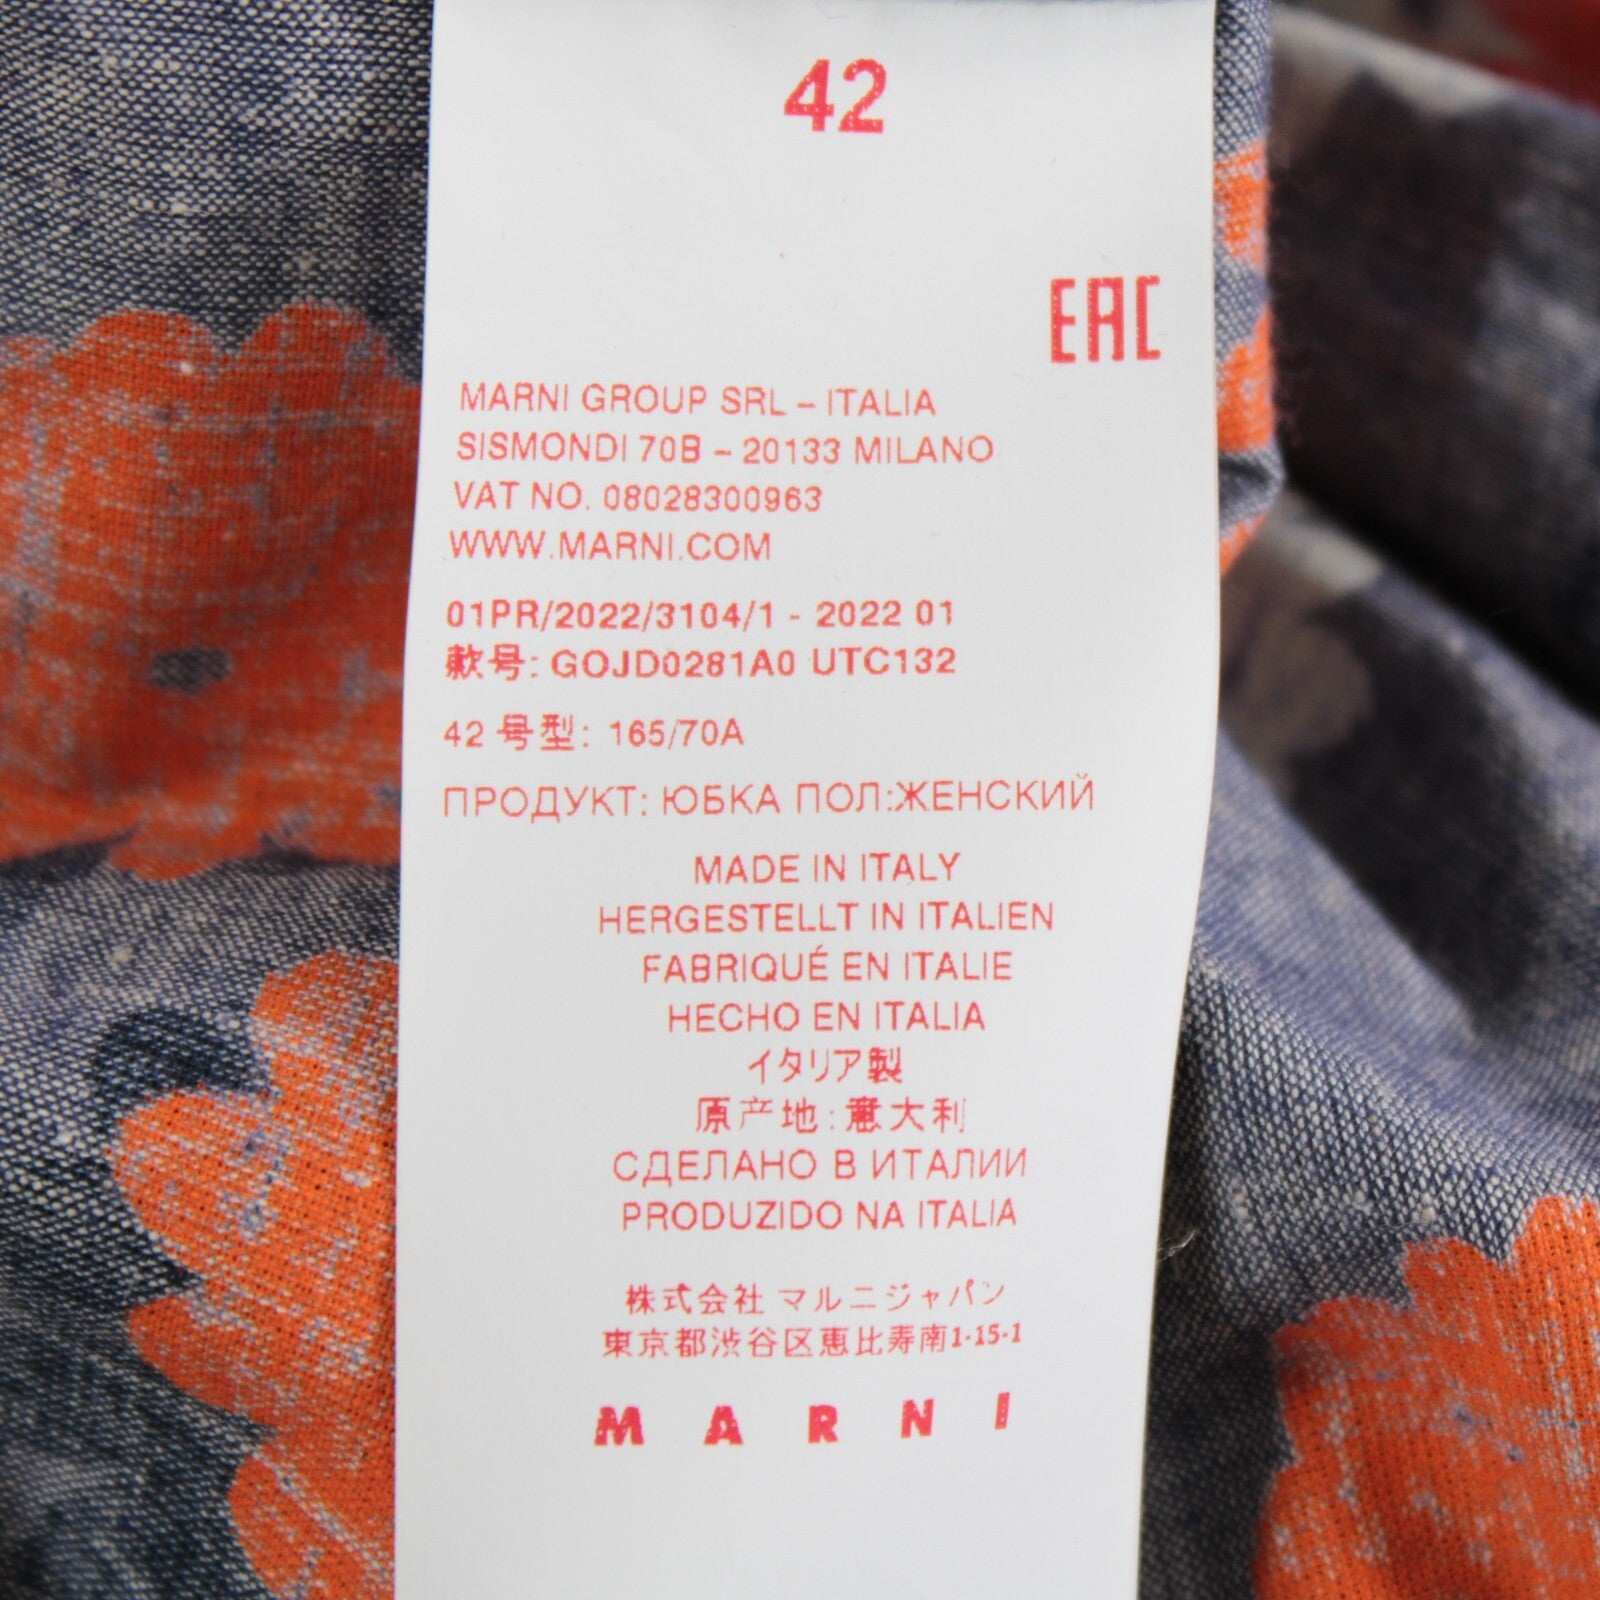 42
EAC
MARNI GROUP SRL – ITALIA
SISMONDI 70B – 20133 MILANO
VAT NO. 08028300963
WWW.MARNI.COM
01PR/2022/3104/1 - 2022 01
款号: GOJD0281A0 UTC132
42 号型: 165/70A
ПРОДУКТ: ЮБКА ПОЛ:ЖЕНСКИЙ
MADE IN ITALY
HERGESTELLT IN ITALIEN
FABRIQUÉ EN ITALIE
HECHO EN ITALIA
イタリア製
原产地: 意大利
СДЕЛАНО В ИТАЛИИ
PRODUZIDO NA ITALIA
株式会社 マルニジャパン
東京都渋谷区恵比寿南1-15-1
MARNI